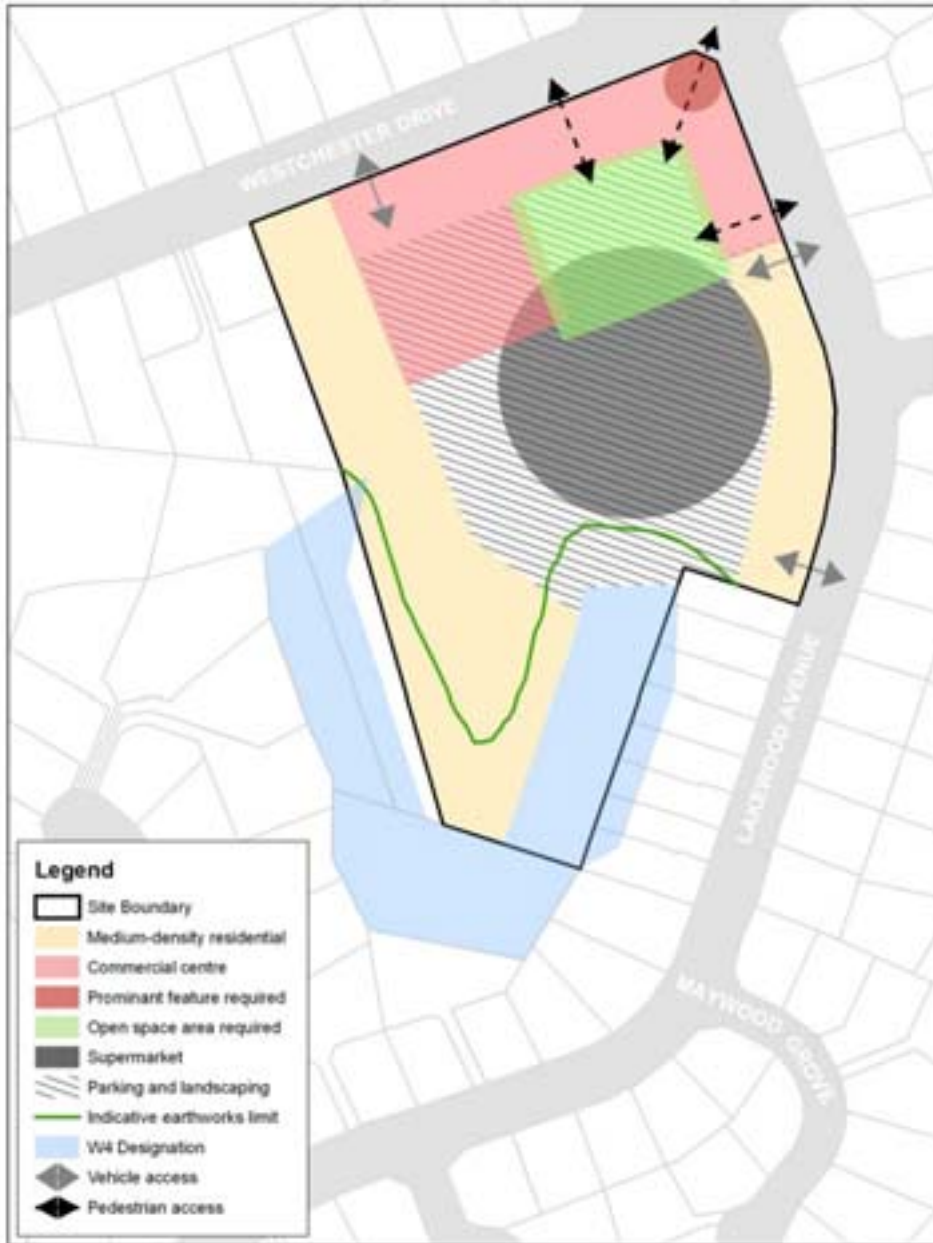 WESTCHESTER DRIVE
LAKEWOOD AVENUE
MAYWOOD GROVE
Legend
Site Boundary
Medium-density residential
Commercial centre
Prominant feature required
Open space area required
Supermarket
Parking and landscaping
Indicative earthworks limit
W4 Designation
Vehicle access
Pedestrian access